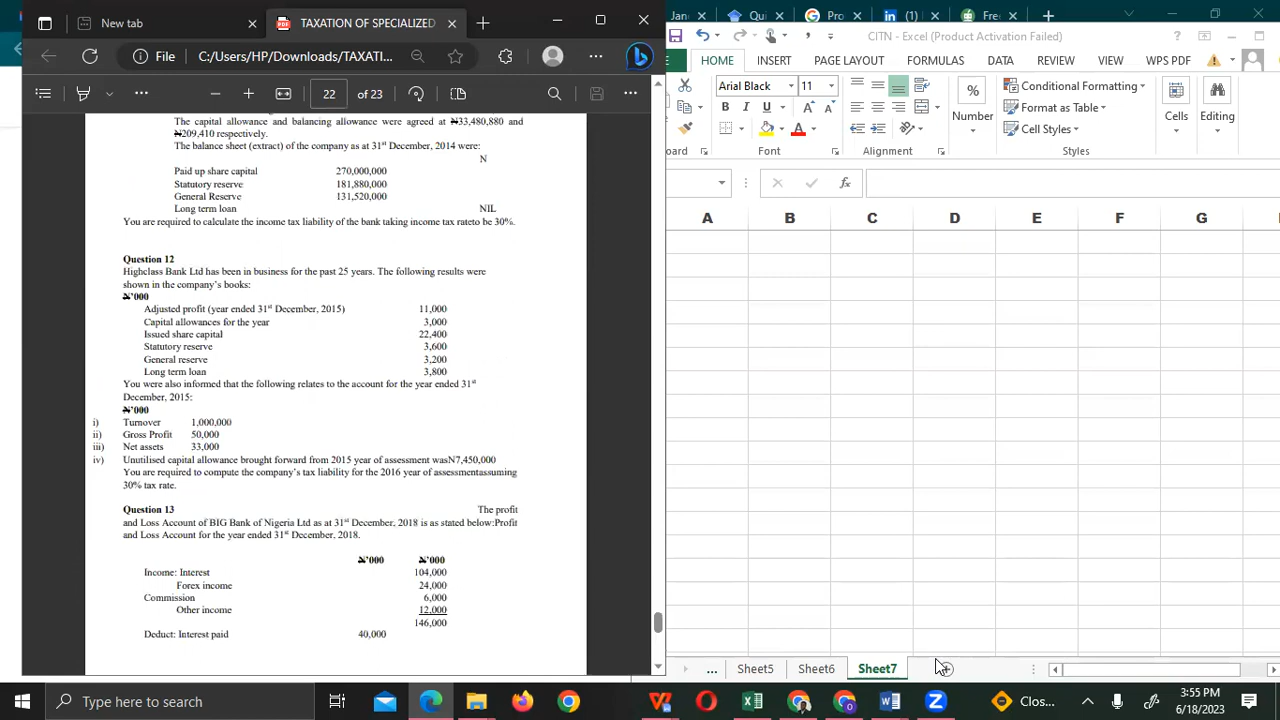 New tab
TAXATION OF SPECIALIZED
File
C:/Users/HP/Downloads/TAXATI...
22
of 23
The capital allowance and balancing allowance were agreed at ₦33,480,880 and
₦209,410 respectively.
The balance sheet (extract) of the company as at 31st December, 2014 were:
N
Paid up share capital 270,000,000
Statutory reserve 181,880,000
General Reserve 131,520,000
Long term loan NIL
You are required to calculate the income tax liability of the bank taking income tax rateto be 30%.
Question 12
Highclass Bank Ltd has been in business for the past 25 years. The following results were
shown in the company's books:
₦'000
Adjusted profit (year ended 31st December, 2015) 11,000
Capital allowances for the year 3,000
Issued share capital 22,400
Statutory reserve 3,600
General reserve 3,200
Long term loan 3,800
You were also informed that the following relates to the account for the year ended 31st
December, 2015:
₦'000
i) Turnover 1,000,000
ii) Gross Profit 50,000
iii) Net assets 33,000
iv) Unutilised capital allowance brought forward from 2015 year of assessment wasN7,450,000
You are required to compute the company's tax liability for the 2016 year of assessmentassuming
30% tax rate.
Question 13 The profit
and Loss Account of BIG Bank of Nigeria Ltd as at 31st December, 2018 is as stated below:Profit
and Loss Account for the year ended 31st December, 2018.
₦'000 ₦'000
Income: Interest 104,000
Forex income 24,000
Commission 6,000
Other income 12,000
146,000
Deduct: Interest paid 40,000
Jan
Qui
PRO
(1)
Fre
CITN - Excel (Product Activation Failed)
HOME INSERT PAGE LAYOUT FORMULAS DATA REVIEW VIEW WPS PDF
Arial Black 11
B I U
Number
Conditional Formatting
Format as Table
Cell Styles
Cells
Editing
oard Font Alignment Styles
A B C D E F G
... Sheet5 Sheet6 Sheet7
Type here to search
Clos...
3:55 PM
6/18/2023